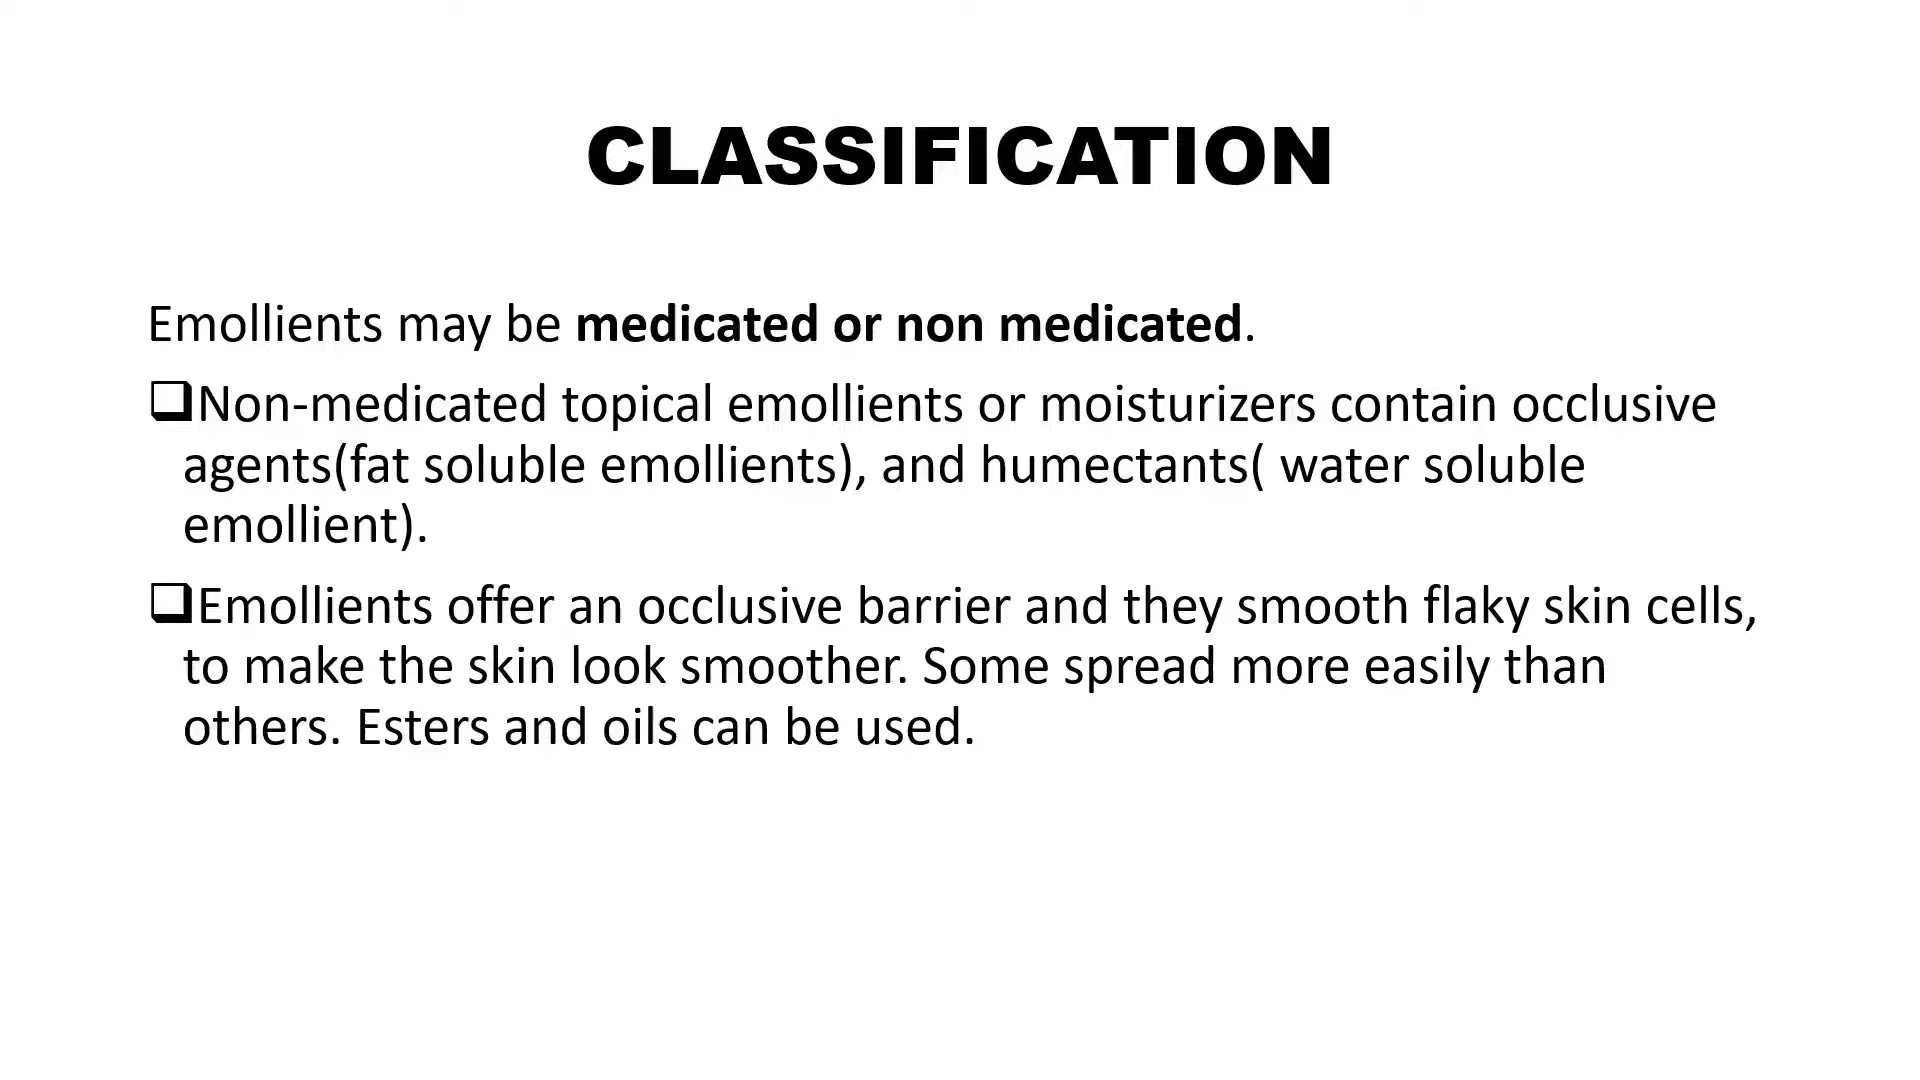 CLASSIFICATION
Emollients may be medicated or non medicated.
❑Non-medicated topical emollients or moisturizers contain occlusive
agents(fat soluble emollients), and humectants( water soluble
emollient).
❑Emollients offer an occlusive barrier and they smooth flaky skin cells,
to make the skin look smoother. Some spread more easily than
others. Esters and oils can be used.